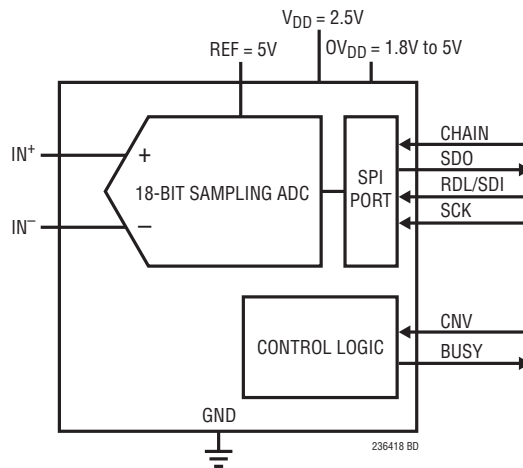 V_DD = 2.5V
REF = 5V
OV_DD = 1.8V to 5V
CHAIN
IN⁺
+
SDO
SPI PORT
18-BIT SAMPLING ADC
RDL/SDI
IN⁻
−
SCK
CNV
CONTROL LOGIC
BUSY
GND
236418 BD